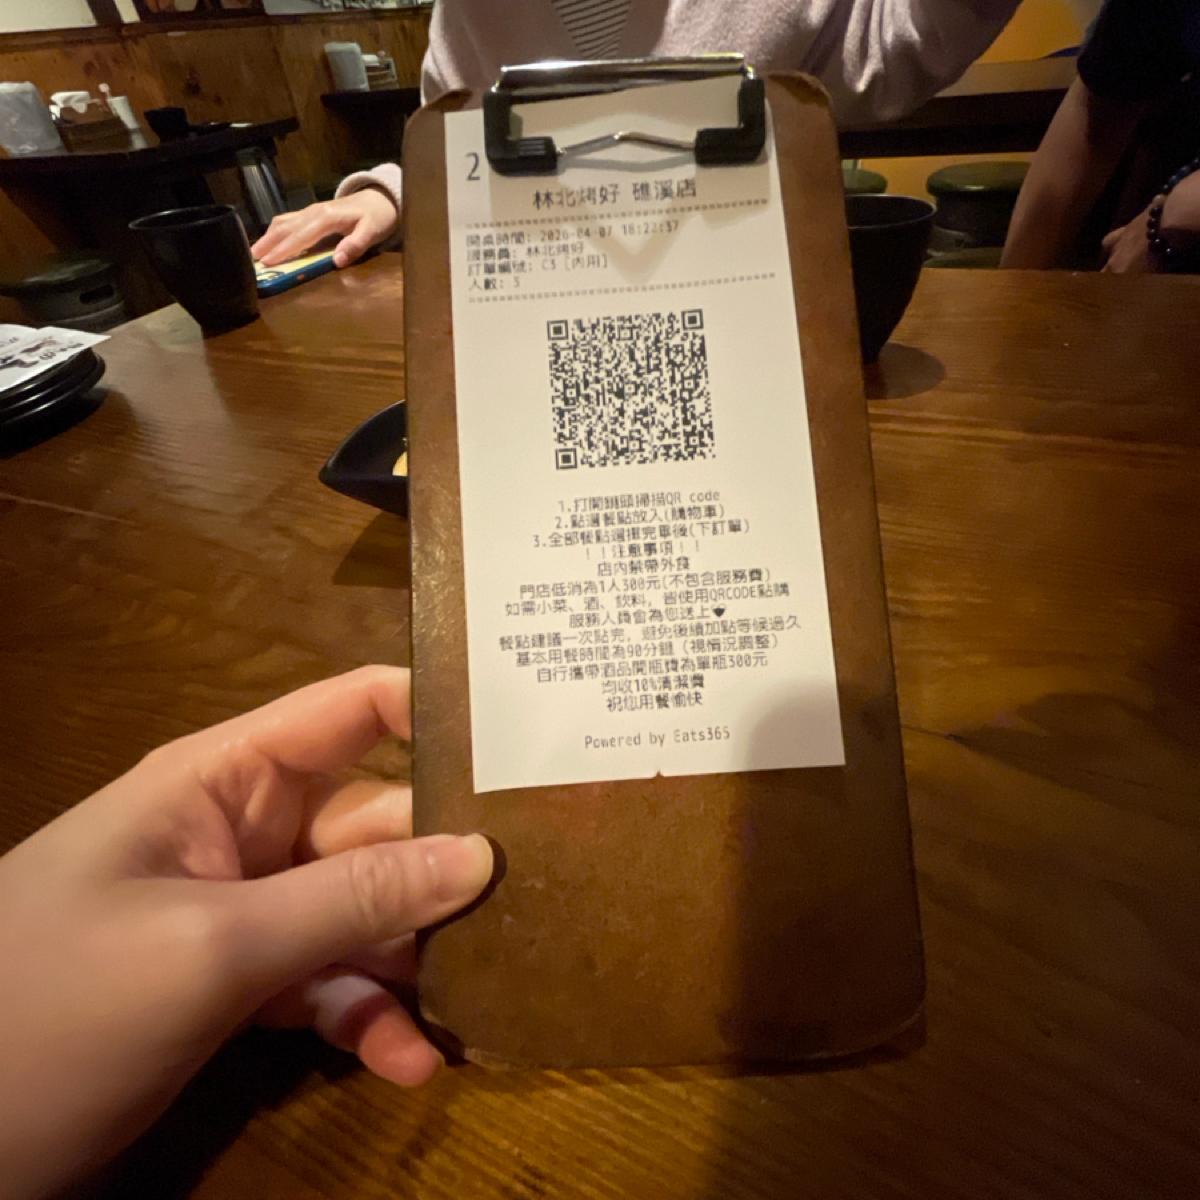 2
林北烤好 礁溪店
開桌時間: 2026-04-07 18:22:57
服務員: 林北烤好
訂單編號: C3 [內用]
人數: 5
1.打開鏡頭掃描QR code
2.點選餐點放入(購物車)
3.全部餐點選擇完畢後(下訂單)
!!注意事項!!
店內禁帶外食
門店低消為1人300元(不包含服務費)
如需小菜、酒、飲料, 皆使用QRCODE點購
服務人員會為您送上
餐點建議一次點完, 避免後續加點等候過久
基本用餐時間為90分鐘 (視情況調整)
自行攜帶酒品開瓶費為單瓶300元
均收10%清潔費
祝您用餐愉快
Powered by Eats365